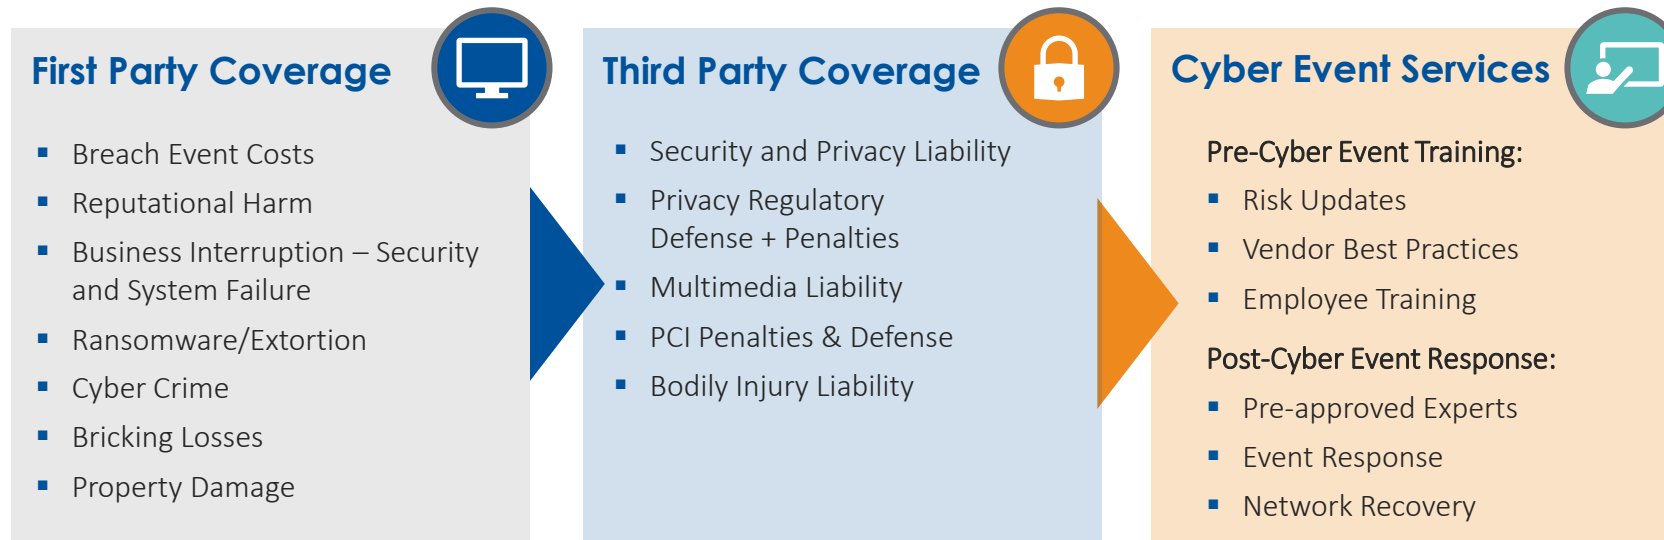 First Party Coverage
▪ Breach Event Costs
▪ Reputational Harm
▪ Business Interruption – Security
and System Failure
▪ Ransomware/Extortion
▪ Cyber Crime
▪ Bricking Losses
▪ Property Damage
Third Party Coverage
▪ Security and Privacy Liability
▪ Privacy Regulatory
Defense + Penalties
▪ Multimedia Liability
▪ PCI Penalties & Defense
▪ Bodily Injury Liability
Cyber Event Services
Pre-Cyber Event Training:
▪ Risk Updates
▪ Vendor Best Practices
▪ Employee Training
Post-Cyber Event Response:
▪ Pre-approved Experts
▪ Event Response
▪ Network Recovery